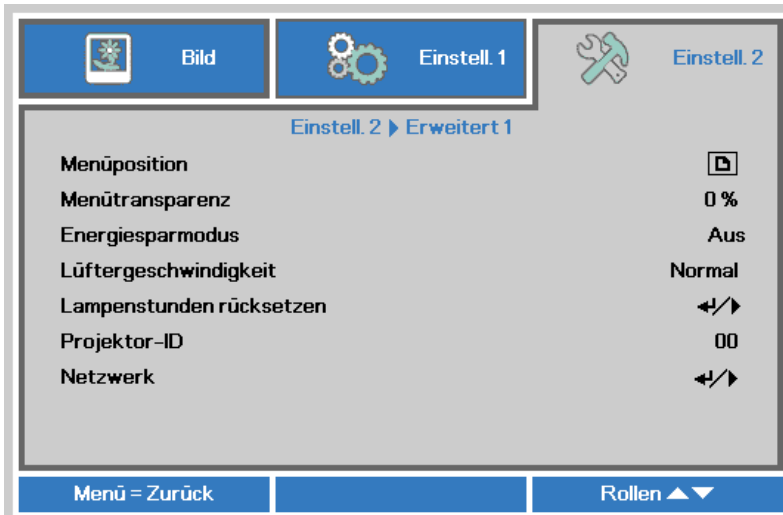 Bild
Einstell. 1
Einstell. 2
Einstell. 2 ▶ Erweitert 1
Menüposition
Menütransparenz 0 %
Energiesparmodus Aus
Lüftergeschwindigkeit Normal
Lampenstunden rücksetzen ↵/▶
Projektor-ID 00
Netzwerk ↵/▶
Menü = Zurück
Rollen ▲▼